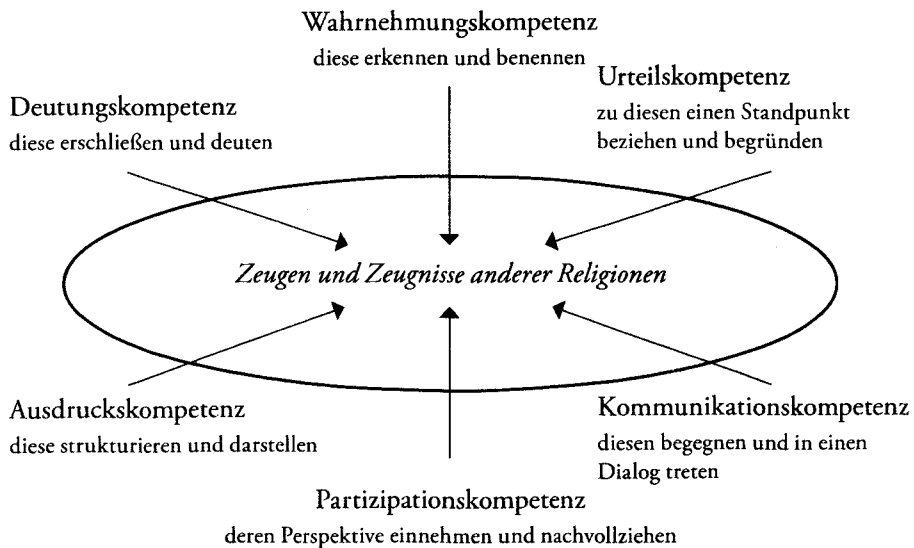 Wahrnehmungskompetenz
diese erkennen und benennen
Urteilskompetenz
zu diesen einen Standpunkt
beziehen und begründen
Deutungskompetenz
diese erschließen und deuten
Zeugen und Zeugnisse anderer Religionen
Ausdruckskompetenz
diese strukturieren und darstellen
Kommunikationskompetenz
diesen begegnen und in einen
Dialog treten
Partizipationskompetenz
deren Perspektive einnehmen und nachvollziehen